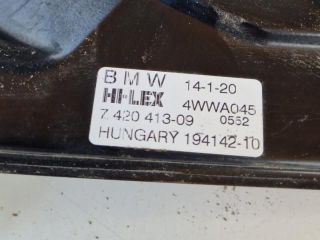 BMW 14-1-20
HI-LEX 4WWA045
7 420 413-09 0552
HUNGARY 194142-10